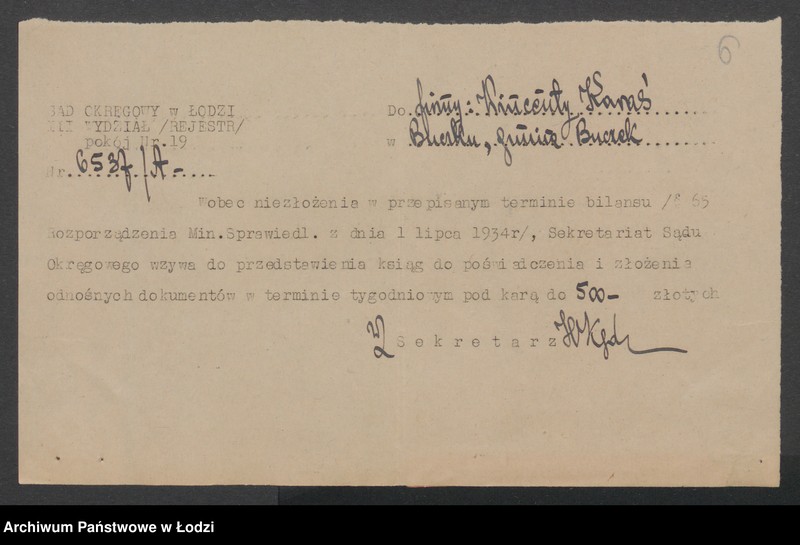 6
SĄD OKRĘGOWY w ŁODZI
XII WYDZIAŁ /REJESTR/
pokój Nr.19
Nr. 6537/A-
Do firmy: Wincenty Karaś
w Buczku, gmina Buczek
Wobec niezłożenia w przepisanym terminie bilansu /§ 65
Rozporządzenia Min.Sprawiedl. z dnia 1 lipca 1934r/, Sekretariat Sądu
Okręgowego wzywa do przedstawienia ksiąg do poświadczenia i złożenia
odnośnych dokumentów w terminie tygodniowym pod karą do 500- złotych
Sekretarz
Archiwum Państwowe w Łodzi